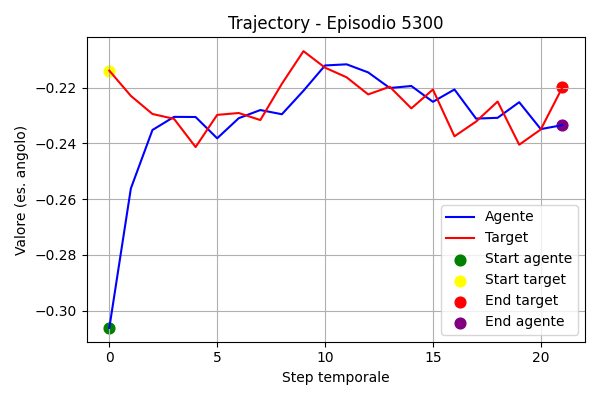 Trajectory - Episodio 5300
Valore (es. angolo)
−0.22
−0.24
−0.26
−0.28
−0.30
0
5
10
15
20
Step temporale
Agente
Target
Start agente
Start target
End target
End agente